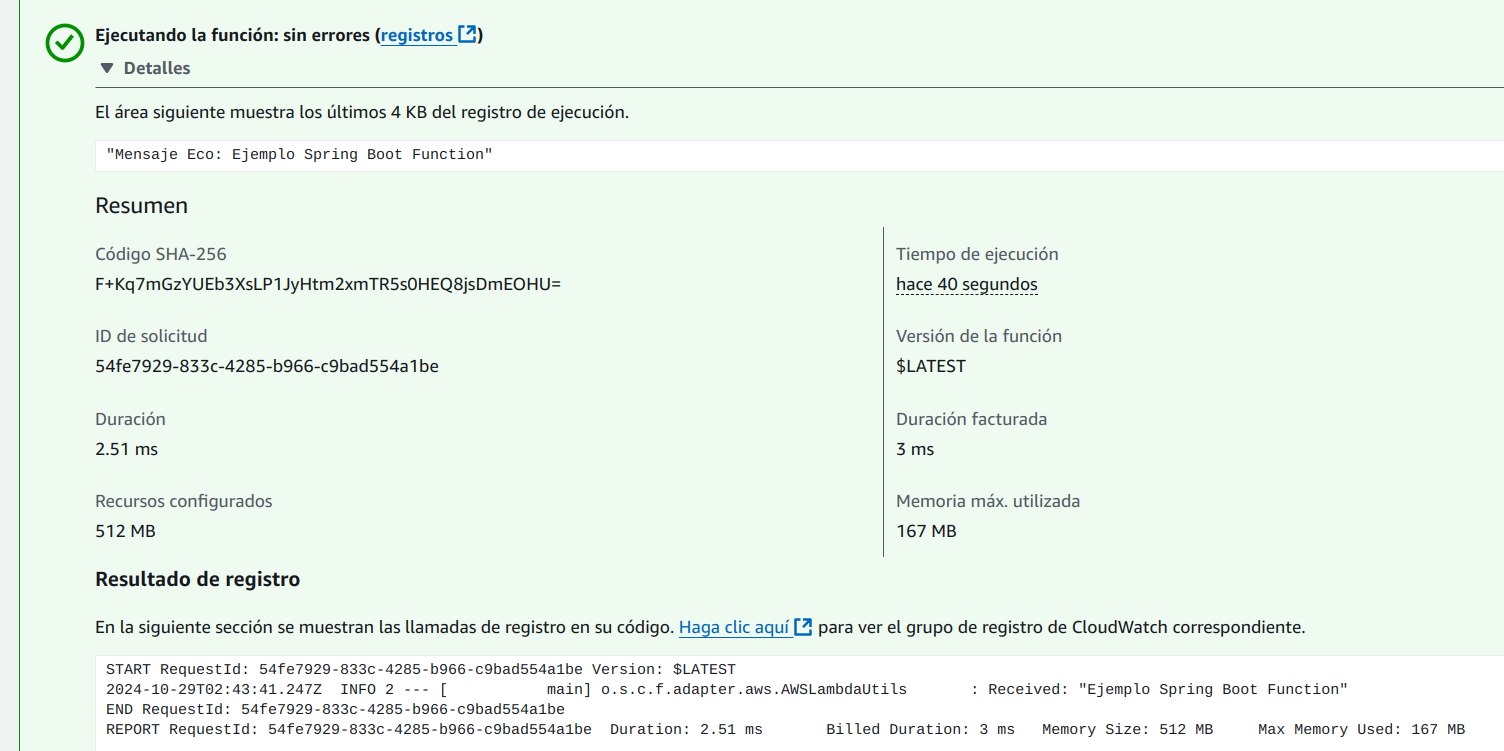 Ejecutando la función: sin errores (registros)
Detalles
El área siguiente muestra los últimos 4 KB del registro de ejecución.
"Mensaje Eco: Ejemplo Spring Boot Function"
Resumen
Código SHA-256
F+Kq7mGzYUEb3XsLP1JyHtm2xmTR5s0HEQ8jsDmEOHU=
Tiempo de ejecución
hace 40 segundos
ID de solicitud
54fe7929-833c-4285-b966-c9bad554a1be
Versión de la función
$LATEST
Duración
2.51 ms
Duración facturada
3 ms
Recursos configurados
512 MB
Memoria máx. utilizada
167 MB
Resultado de registro
En la siguiente sección se muestran las llamadas de registro en su código. Haga clic aquí para ver el grupo de registro de CloudWatch correspondiente.
START RequestId: 54fe7929-833c-4285-b966-c9bad554a1be Version: $LATEST
2024-10-29T02:43:41.247Z  INFO 2 --- [           main] o.s.c.f.adapter.aws.AWSLambdaUtils       : Received: "Ejemplo Spring Boot Function"
END RequestId: 54fe7929-833c-4285-b966-c9bad554a1be
REPORT RequestId: 54fe7929-833c-4285-b966-c9bad554a1be  Duration: 2.51 ms       Billed Duration: 3 ms   Memory Size: 512 MB     Max Memory Used: 167 MB